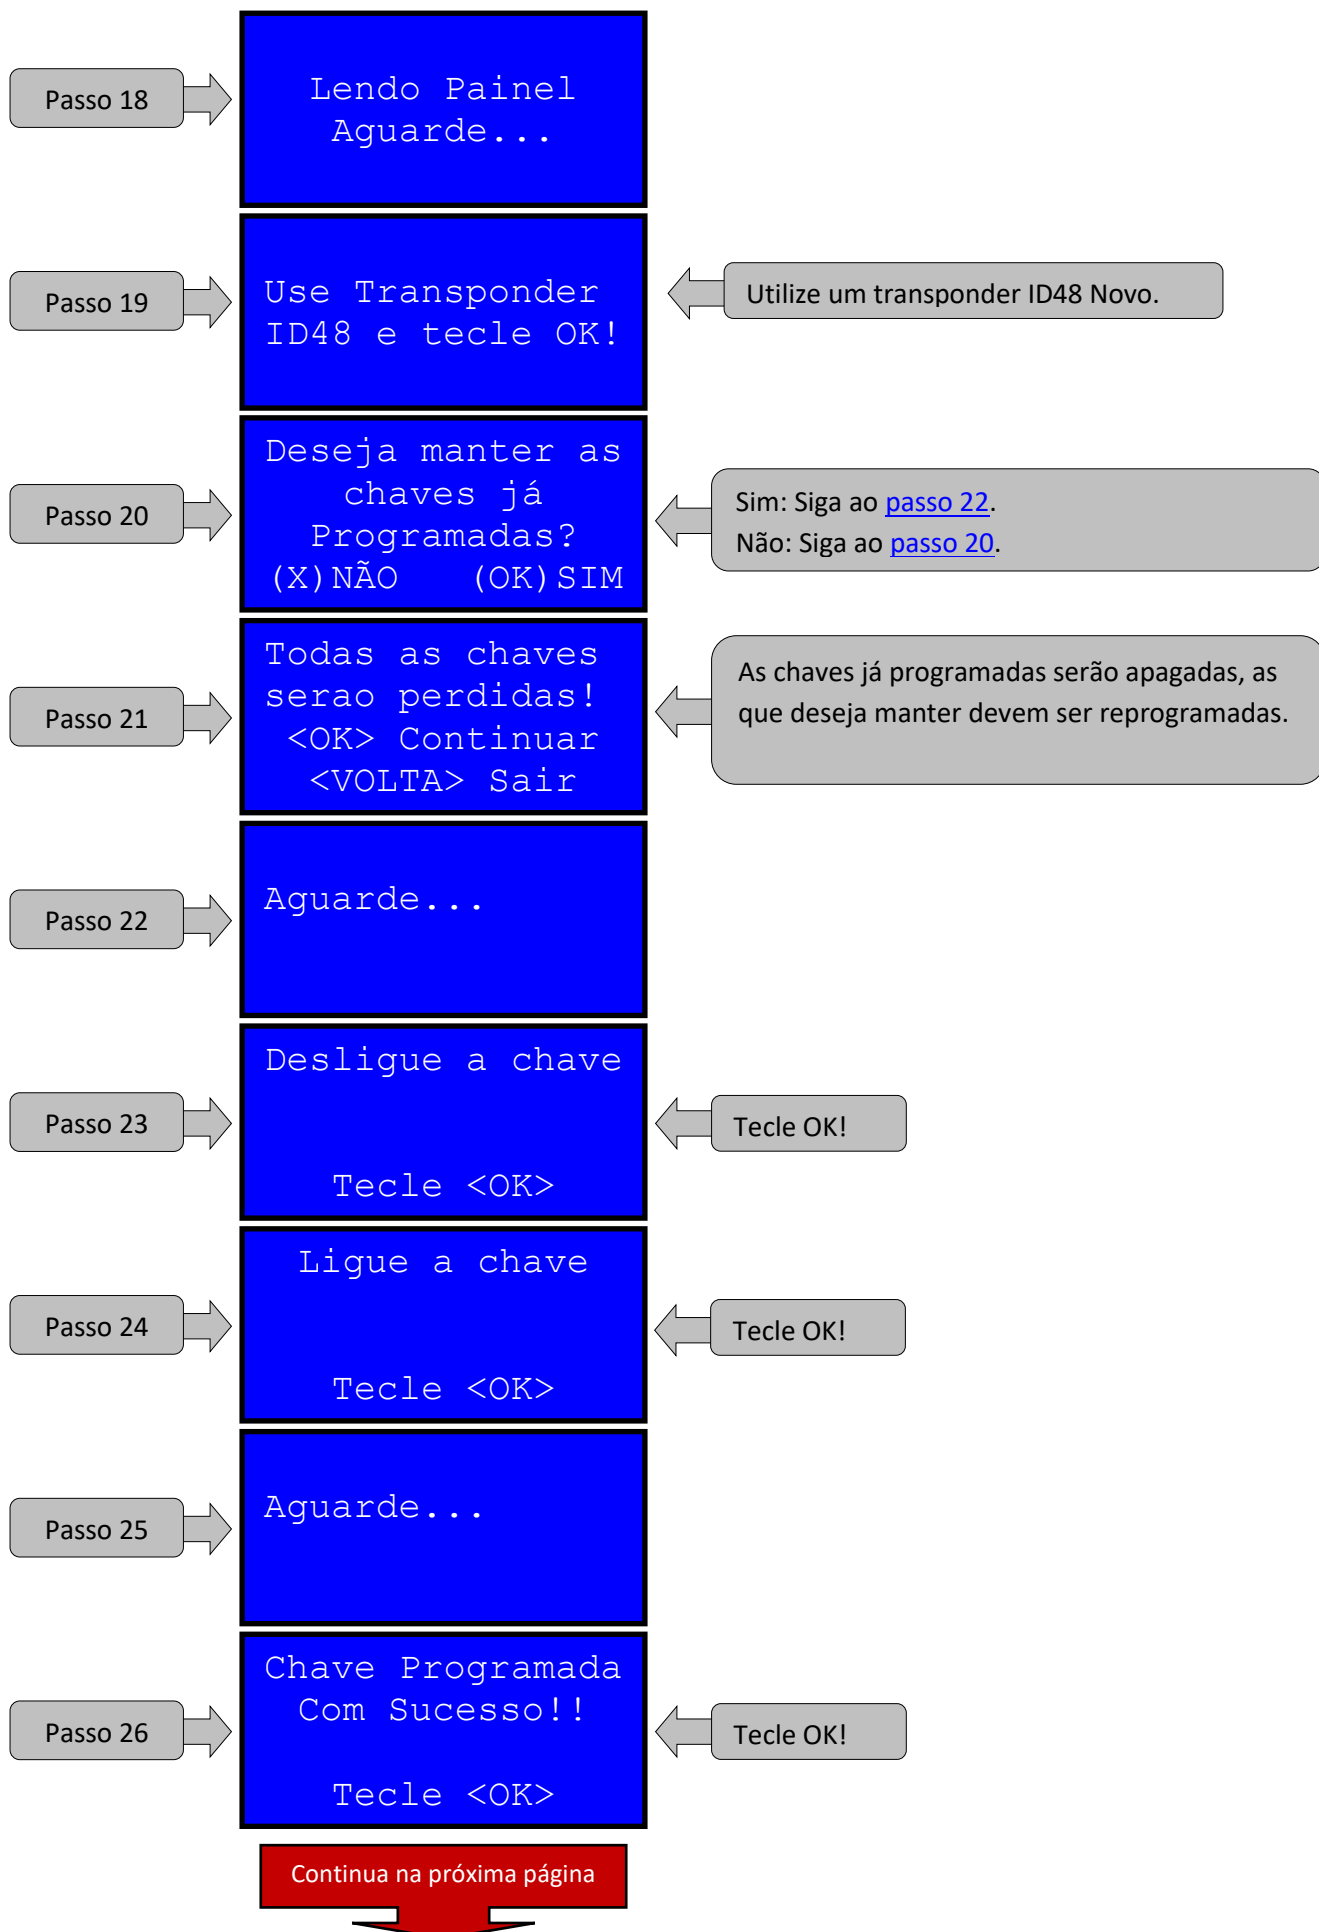 Passo 18
Lendo Painel
Aguarde...
Passo 19
Use Transponder
ID48 e tecle OK!
Utilize um transponder ID48 Novo.
Passo 20
Deseja manter as
chaves já
Programadas?
(X)NÃO (OK)SIM
Sim: Siga ao passo 22.
Não: Siga ao passo 20.
Passo 21
Todas as chaves
serao perdidas!
<OK> Continuar
<VOLTA> Sair
As chaves já programadas serão apagadas, as
que deseja manter devem ser reprogramadas.
Passo 22
Aguarde...
Passo 23
Desligue a chave
Tecle <OK>
Tecle OK!
Passo 24
Ligue a chave
Tecle <OK>
Tecle OK!
Passo 25
Aguarde...
Passo 26
Chave Programada
Com Sucesso!!
Tecle <OK>
Tecle OK!
Continua na próxima página